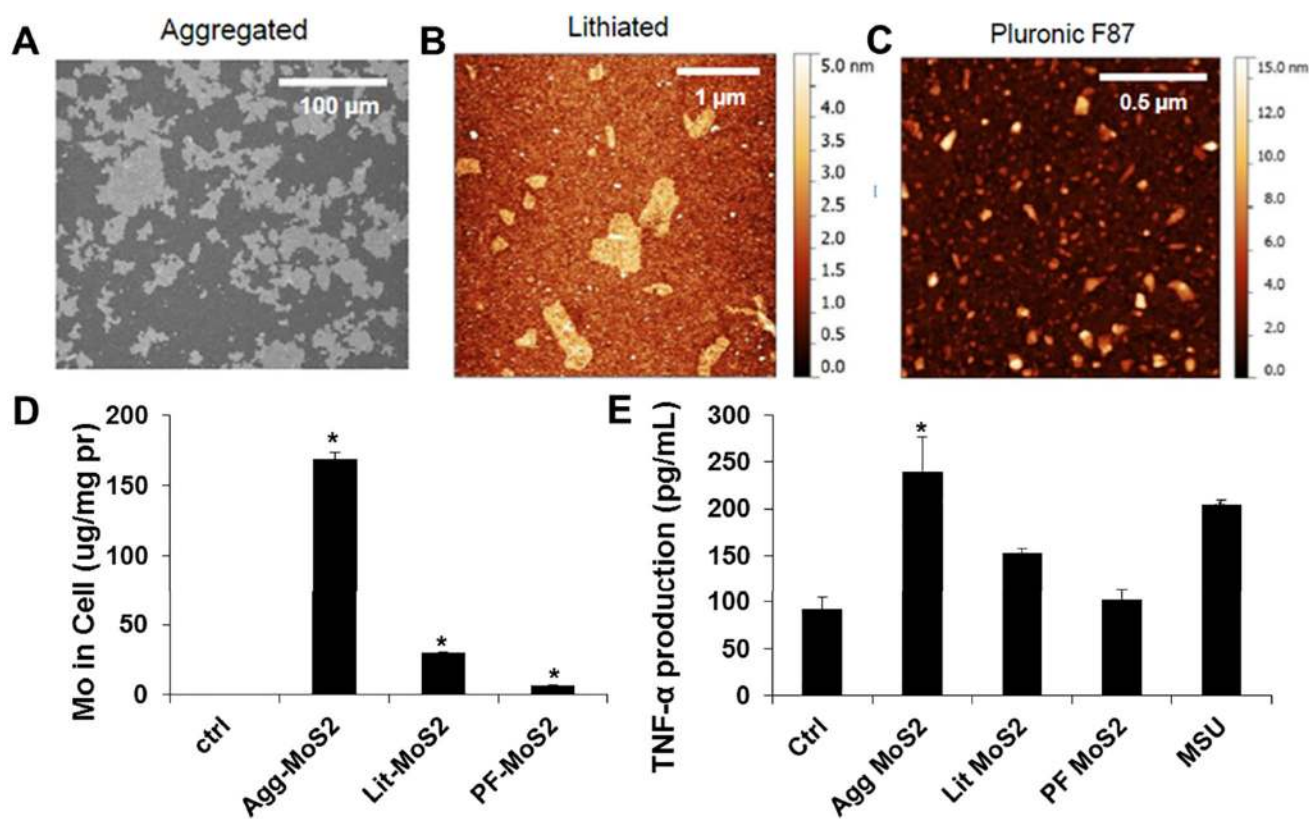 A
Aggregated
100 µm
B
Lithiated
1 µm
5.0 nm
4.0
3.5
3.0
2.5
2.0
1.5
1.0
0.5
0.0
I
C
Pluronic F87
0.5 µm
15.0 nm
12.0
10.0
8.0
6.0
4.0
2.0
0.0
D
Mo in Cell (ug/mg pr)
200
150
100
50
0
*
*
*
ctrl
Agg-MoS2
Lit-MoS2
PF-MoS2
E
TNF-α production (pg/mL)
300
250
200
150
100
50
0
*
Ctrl
Agg MoS2
Lit MoS2
PF MoS2
MSU